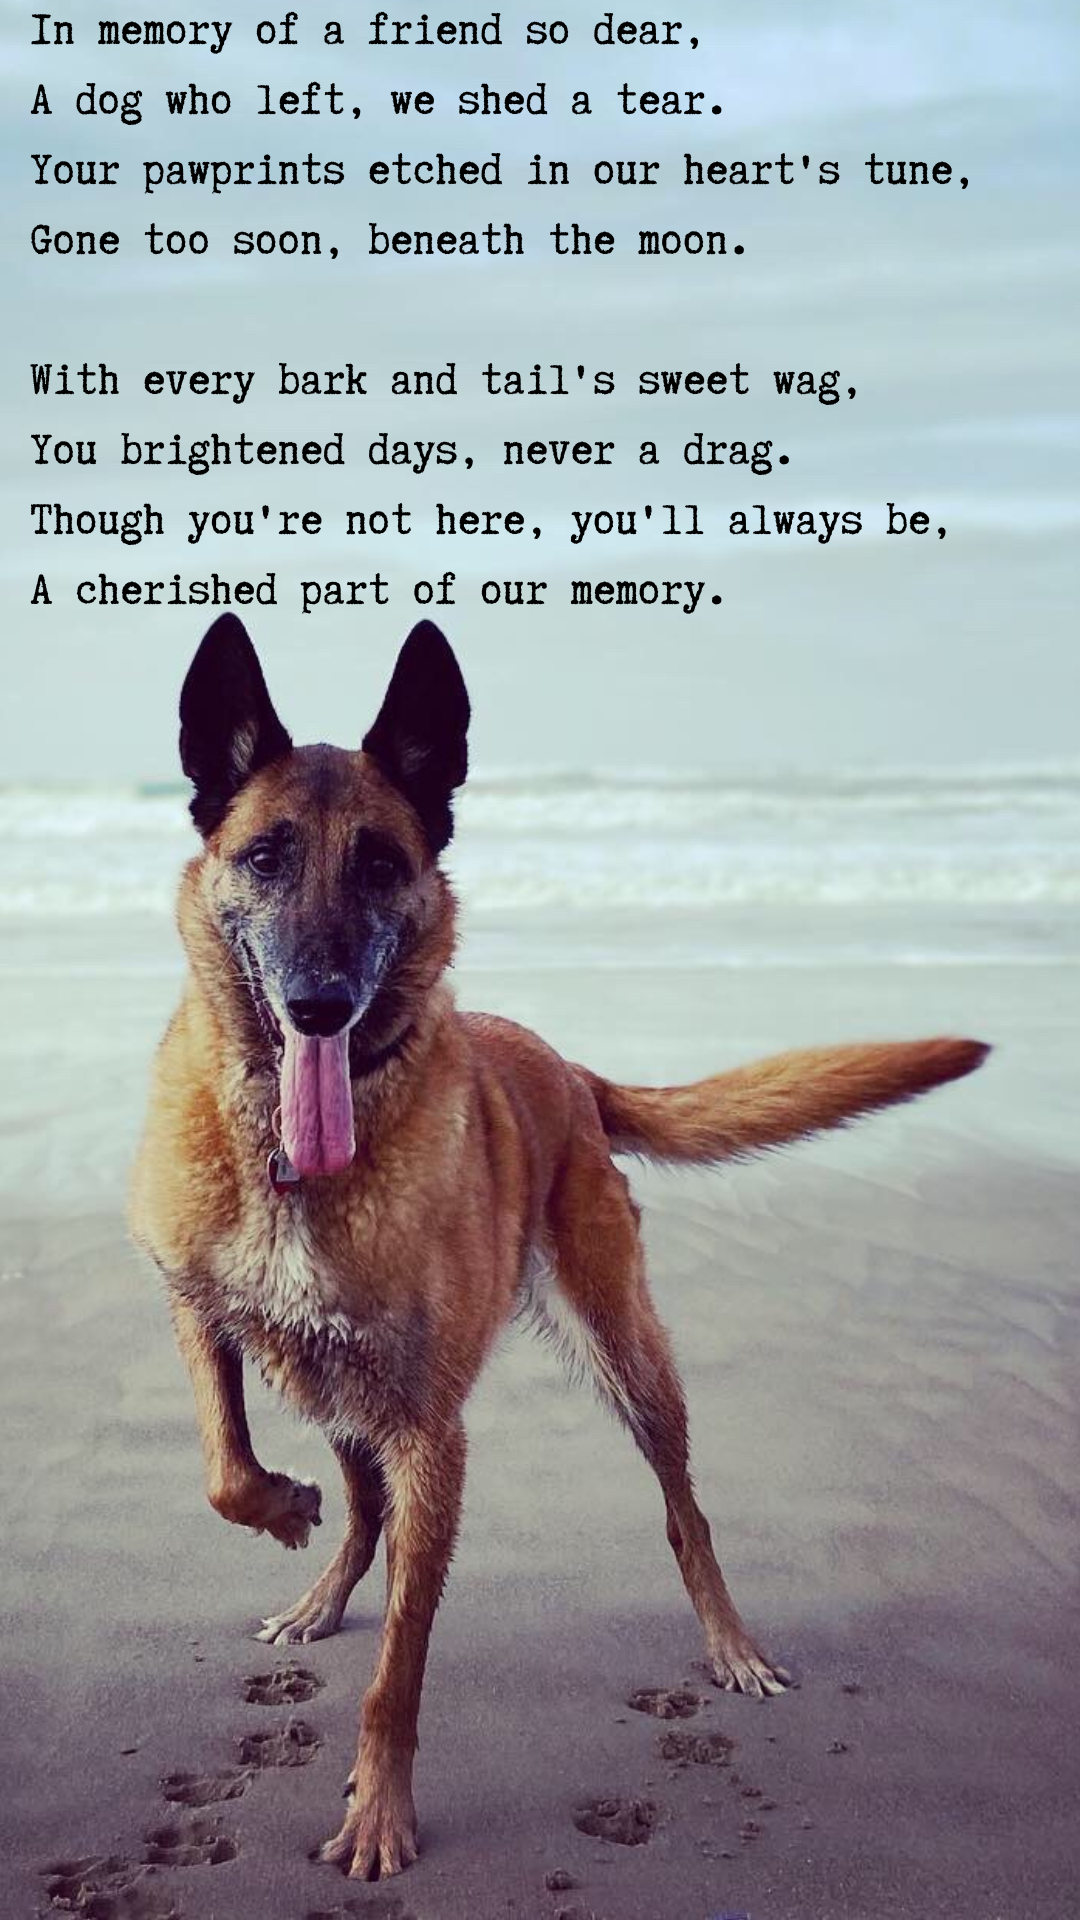 In memory of a friend so dear,
A dog who left, we shed a tear.
Your pawprints etched in our heart's tune,
Gone too soon, beneath the moon.
With every bark and tail's sweet wag,
You brightened days, never a drag.
Though you're not here, you'll always be,
A cherished part of our memory.